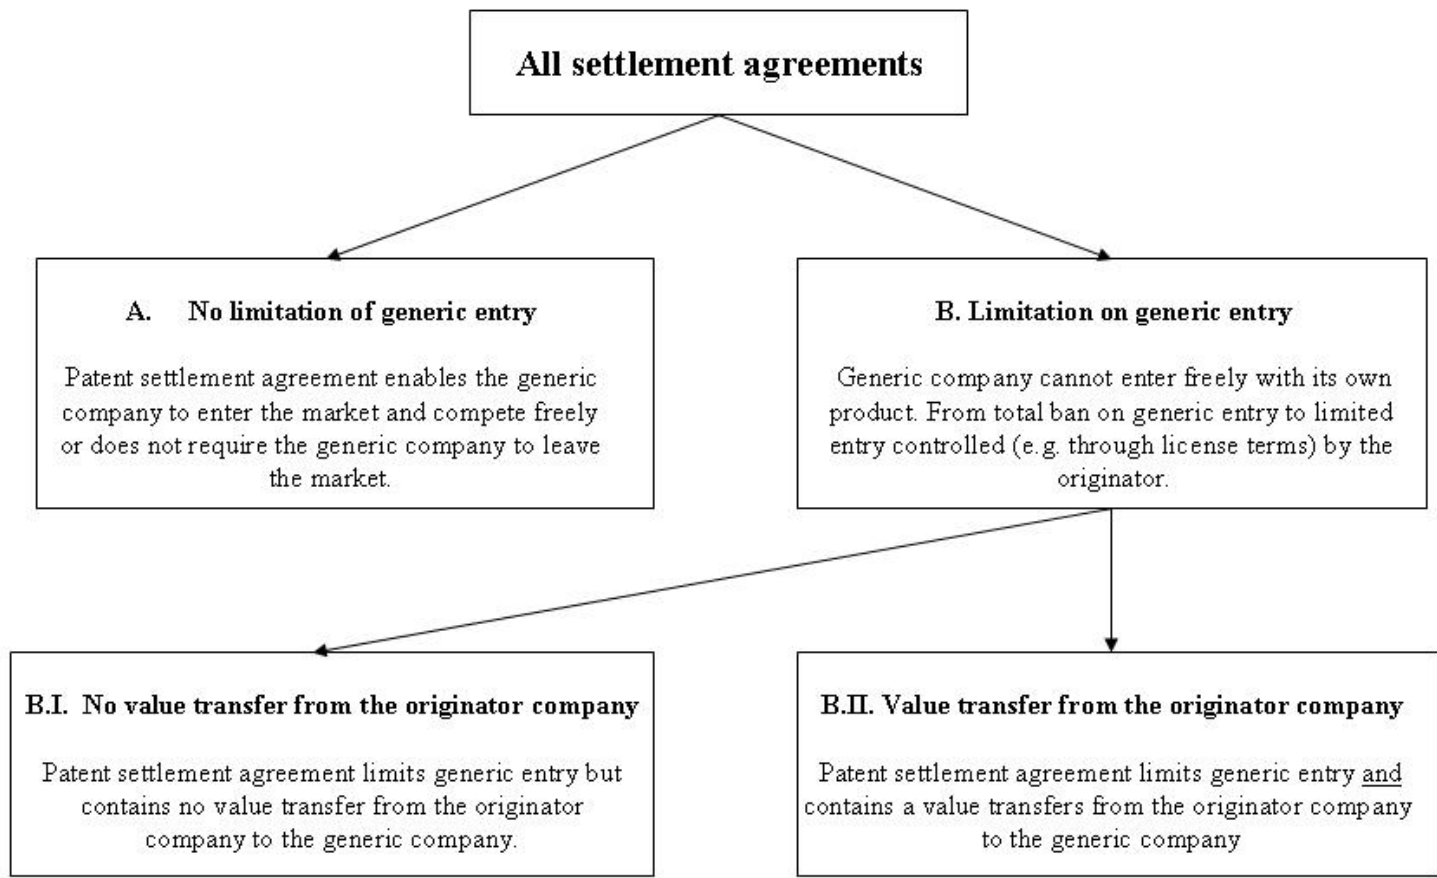 All settlement agreements
A. No limitation of generic entry
Patent settlement agreement enables the generic
company to enter the market and compete freely
or does not require the generic company to leave
the market.
B. Limitation on generic entry
Generic company cannot enter freely with its own
product. From total ban on generic entry to limited
entry controlled (e.g. through license terms) by the
originator.
B.I. No value transfer from the originator company
Patent settlement agreement limits generic entry but
contains no value transfer from the originator
company to the generic company.
B.II. Value transfer from the originator company
Patent settlement agreement limits generic entry and
contains a value transfers from the originator company
to the generic company